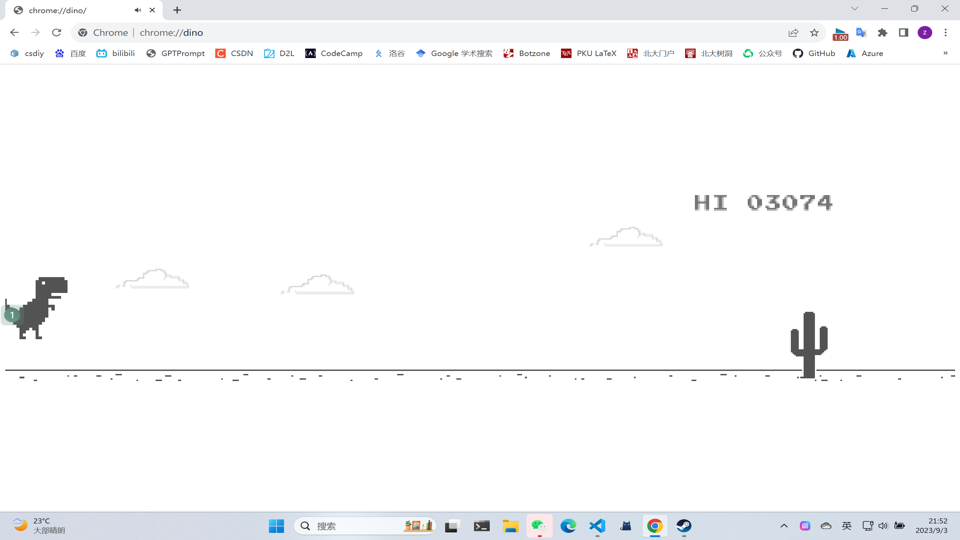 chrome://dino/
Chrome | chrome://dino
1.00
z
csdiy 百度 bilibili GPTPrompt CSDN D2L CodeCamp 洛谷 Google 学术搜索 Botzone PKU LaTeX 北大门户 北大树洞 公众号 GitHub Azure »
HI 03074
1
23°C
大部晴朗
搜索
英
21:52
2023/9/3